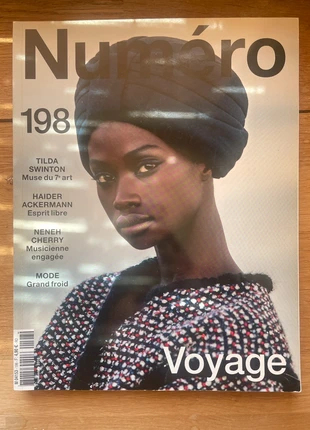 Numéro
198
TILDA
SWINTON
Muse du 7e art
HAIDER
ACKERMANN
Esprit libre
NENEH
CHERRY
Musicienne
engagée
MODE
Grand froid
Voyage